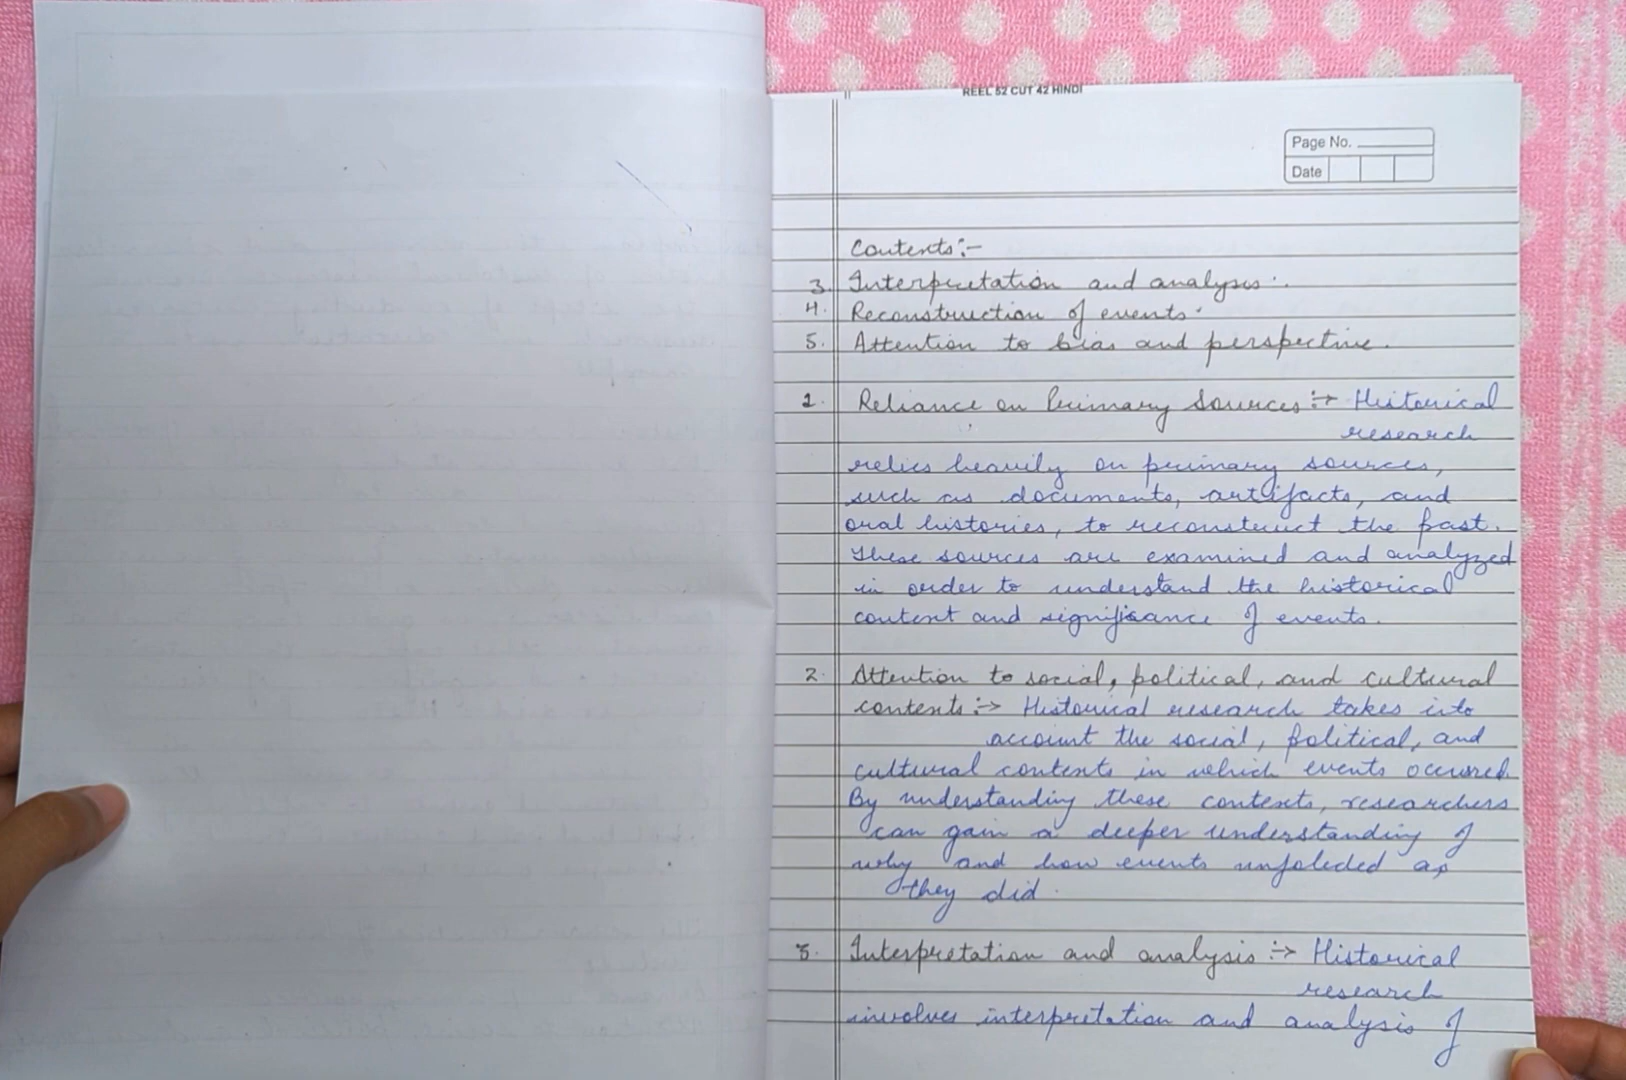 REEL 52 CUT 42 HINDI
Page No.
Date
Contents:-
3. Interpretation and analysis.
4. Reconstruction of events.
5. Attention to bias and perspective.
1. Reliance on Primary Sources :→ Historical
research
relies heavily on primary sources,
such as documents, artifacts, and
oral histories, to reconstruct the past.
These sources are examined and analyzed
in order to understand the historical
context and significance of events.
2. Attention to social, political, and cultural
contexts :→ Historical research takes into
account the social, political, and
cultural contexts in which events occured.
By understanding these contexts, researchers
can gain a deeper understanding of
why and how events unfolded as
they did.
3. Interpretation and analysis :→ Historical
research
involves interpretation and analysis of